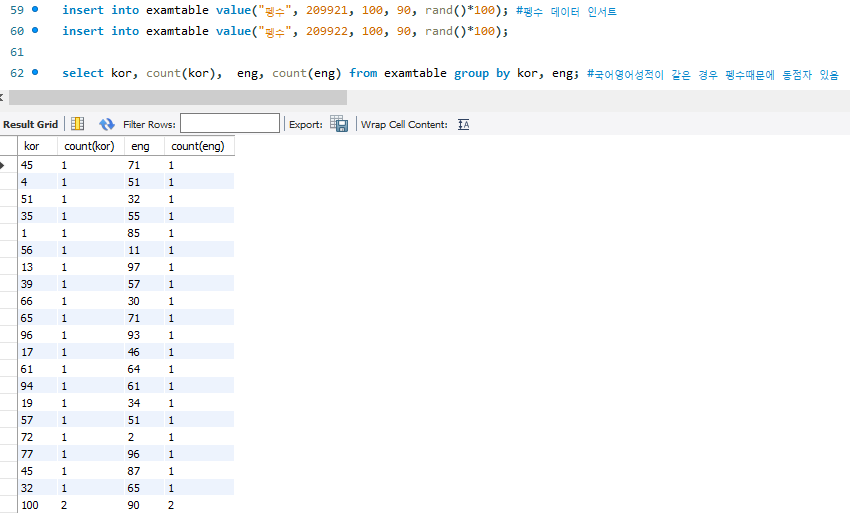 59 insert into examtable value("펭수", 209921, 100, 90, rand()*100); #펭수 데이터 인서트
60 insert into examtable value("펭수", 209922, 100, 90, rand()*100);
61
62 select kor, count(kor),  eng, count(eng) from examtable group by kor, eng; #국어영어성적이 같은 경우 펭수때문에 동점자 있음
Result Grid Filter Rows: Export: Wrap Cell Content:
kor count(kor) eng count(eng)
45 1 71 1
4 1 51 1
51 1 32 1
35 1 55 1
1 1 85 1
56 1 11 1
13 1 97 1
39 1 57 1
66 1 30 1
65 1 71 1
96 1 93 1
17 1 46 1
61 1 64 1
94 1 61 1
19 1 34 1
57 1 51 1
72 1 2 1
77 1 96 1
45 1 87 1
32 1 65 1
100 2 90 2